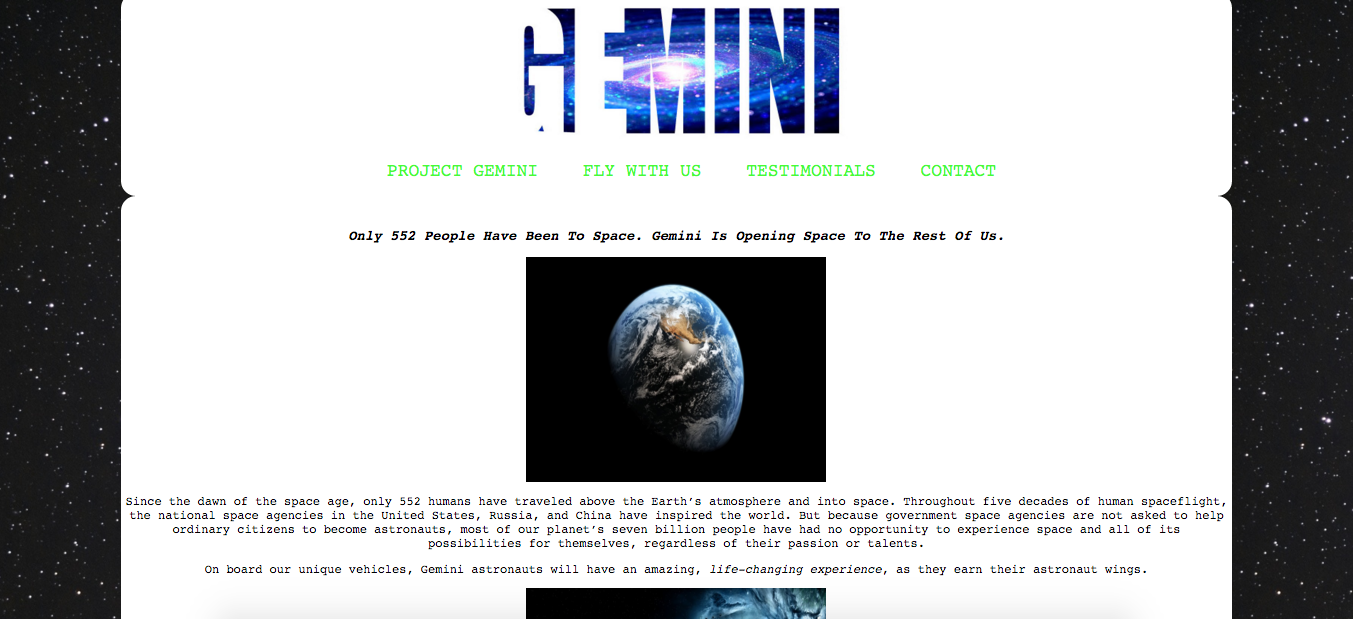 GEMINI
PROJECT GEMINI FLY WITH US TESTIMONIALS CONTACT
Only 552 People Have Been To Space. Gemini Is Opening Space To The Rest Of Us.
Since the dawn of the space age, only 552 humans have traveled above the Earth’s atmosphere and into space. Throughout five decades of human spaceflight,
the national space agencies in the United States, Russia, and China have inspired the world. But because government space agencies are not asked to help
ordinary citizens to become astronauts, most of our planet’s seven billion people have had no opportunity to experience space and all of its
possibilities for themselves, regardless of their passion or talents.
On board our unique vehicles, Gemini astronauts will have an amazing, life-changing experience, as they earn their astronaut wings.